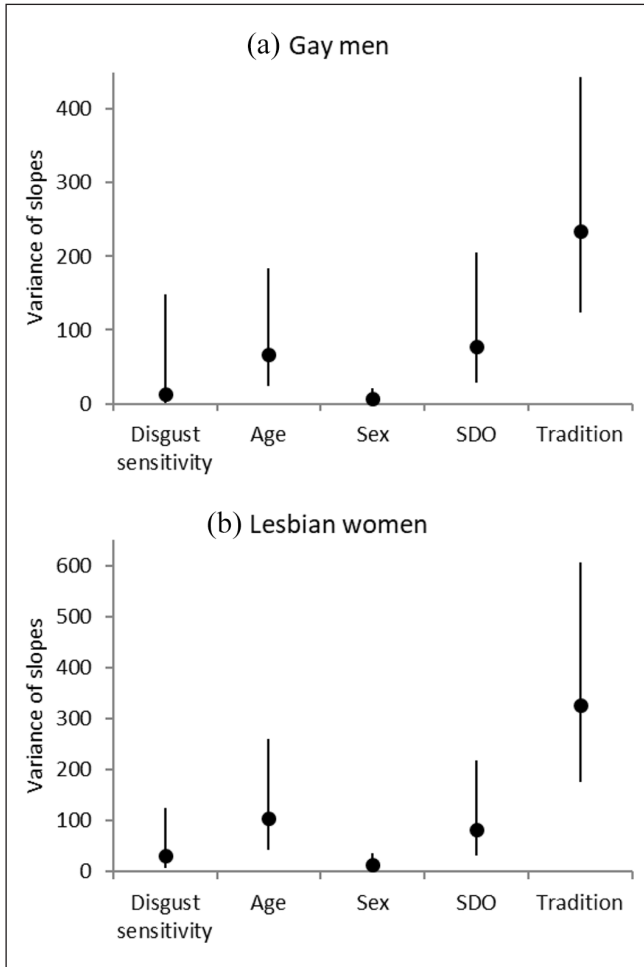 (a) Gay men
Variance of slopes
400
300
200
100
0
Disgust sensitivity
Age
Sex
SDO
Tradition
(b) Lesbian women
Variance of slopes
600
500
400
300
200
100
0
Disgust sensitivity
Age
Sex
SDO
Tradition